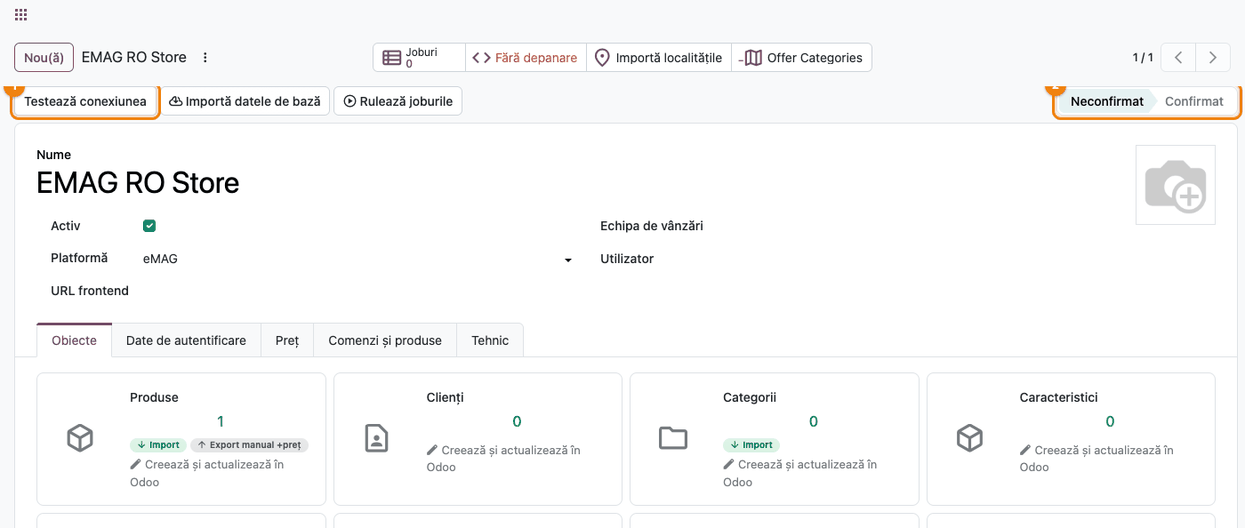 Nou(ă) EMAG RO Store
Joburi
0
Fără depanare
Importă localitățile
Offer Categories
1 / 1
Testează conexiunea
Importă datele de bază
Rulează joburile
Neconfirmat
Confirmat
Nume
EMAG RO Store
Activ
Echipa de vânzări
Platformă eMAG
Utilizator
URL frontend
Obiecte
Date de autentificare
Preț
Comenzi și produse
Tehnic
Produse
1
Import
Export manual +preț
Creează și actualizează în
Odoo
Clienți
0
Creează și actualizează în
Odoo
Categorii
0
Import
Creează și actualizează în
Odoo
Caracteristici
0
Creează și actualizează în
Odoo